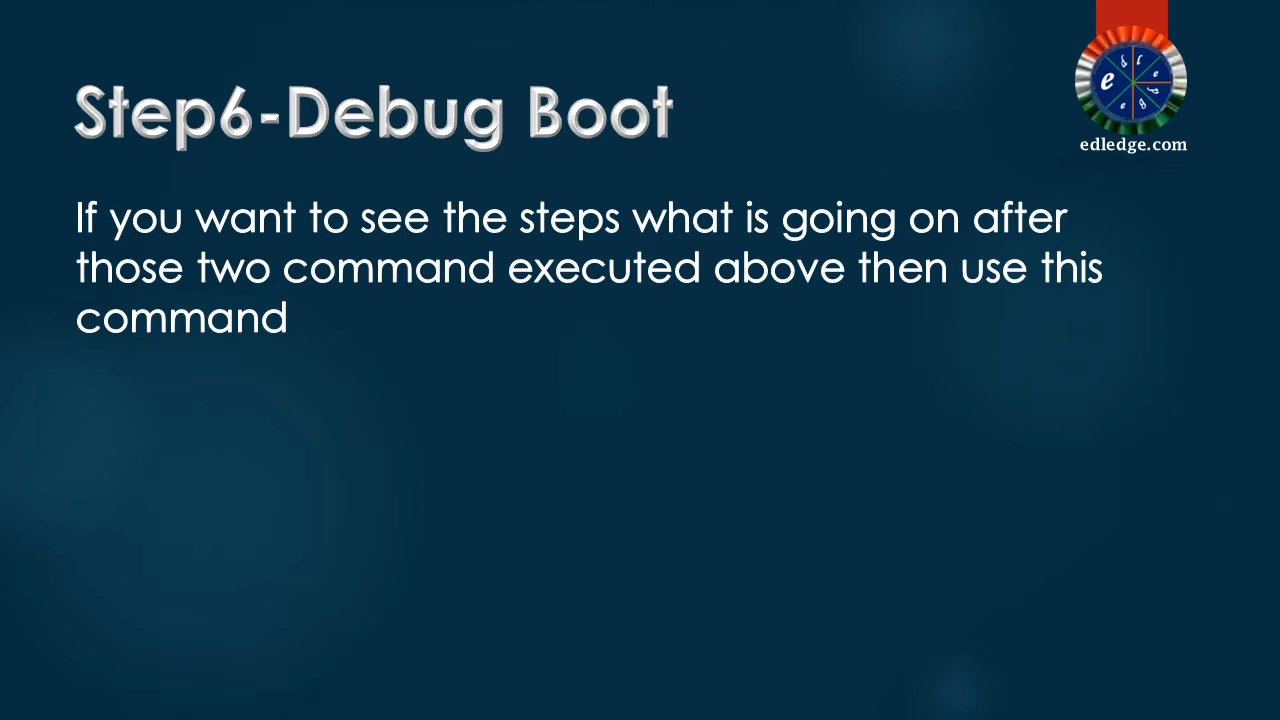 Step6-Debug Boot
edledge.com
If you want to see the steps what is going on after
those two command executed above then use this
command